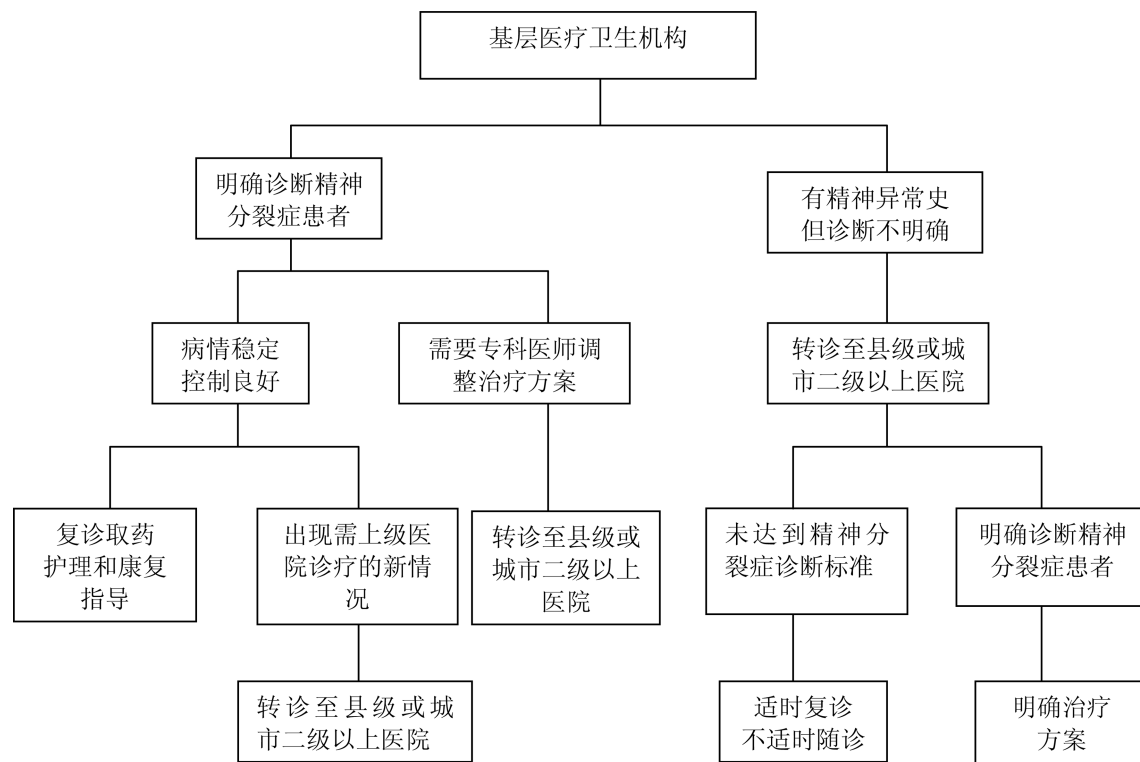 基层医疗卫生机构
明确诊断精神
分裂症患者
有精神异常史
但诊断不明确
病情稳定
控制良好
需要专科医师调
整治疗方案
转诊至县级或城
市二级以上医院
复诊取药
护理和康复
指导
出现需上级医
院诊疗的新情
况
转诊至县级或
城市二级以上
医院
未达到精神分
裂症诊断标准
明确诊断精神
分裂症患者
转诊至县级或城
市二级以上医院
适时复诊
不适时随诊
明确治疗
方案